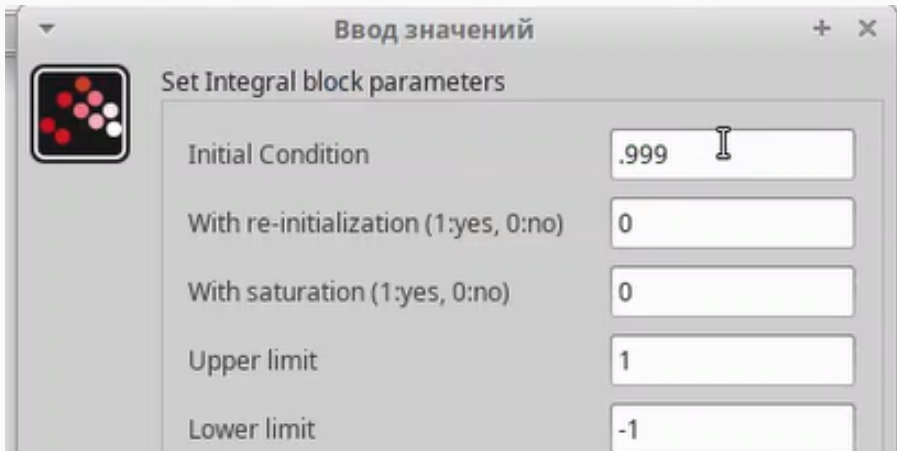 Ввод значений
Set Integral block parameters
Initial Condition .999
With re-initialization (1:yes, 0:no) 0
With saturation (1:yes, 0:no) 0
Upper limit 1
Lower limit -1